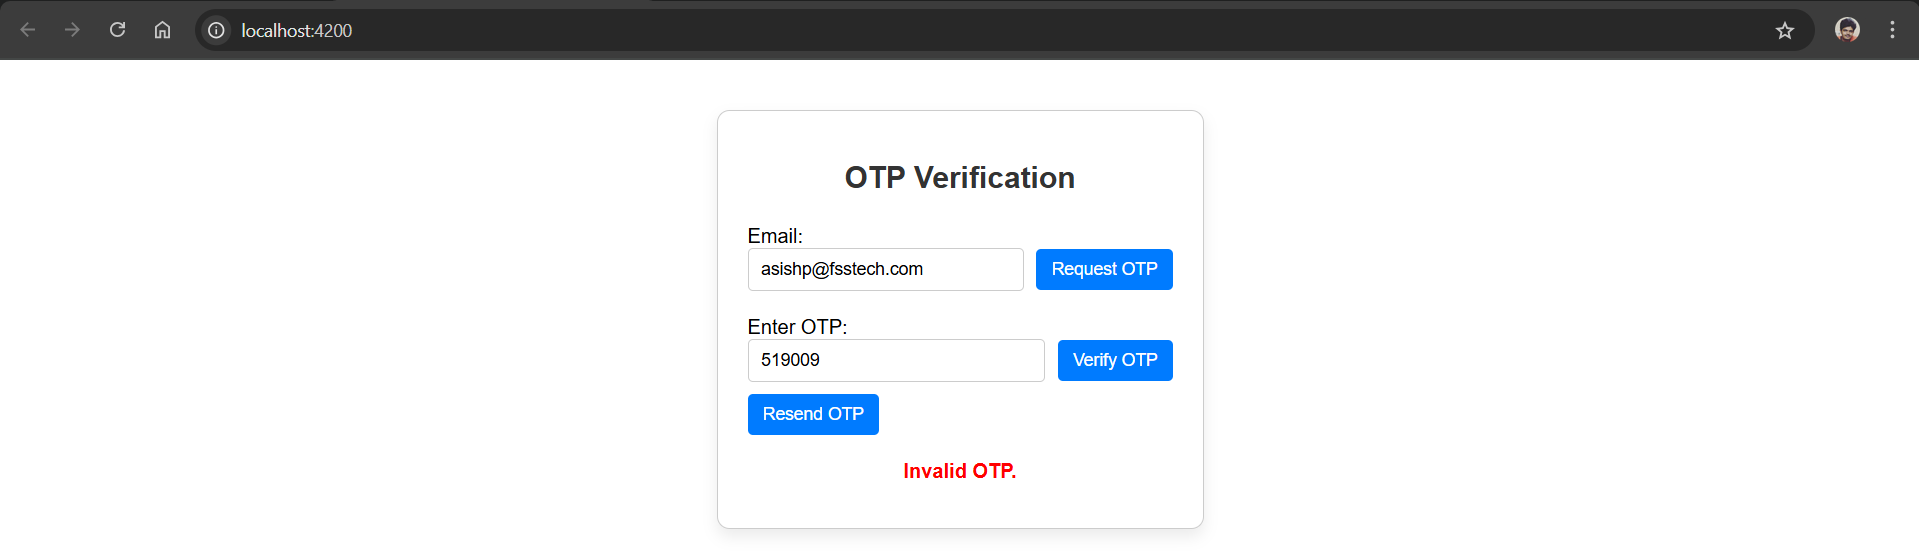 localhost:4200
OTP Verification
Email:
asishp@fsstech.com Request OTP
Enter OTP:
519009 Verify OTP
Resend OTP
Invalid OTP.